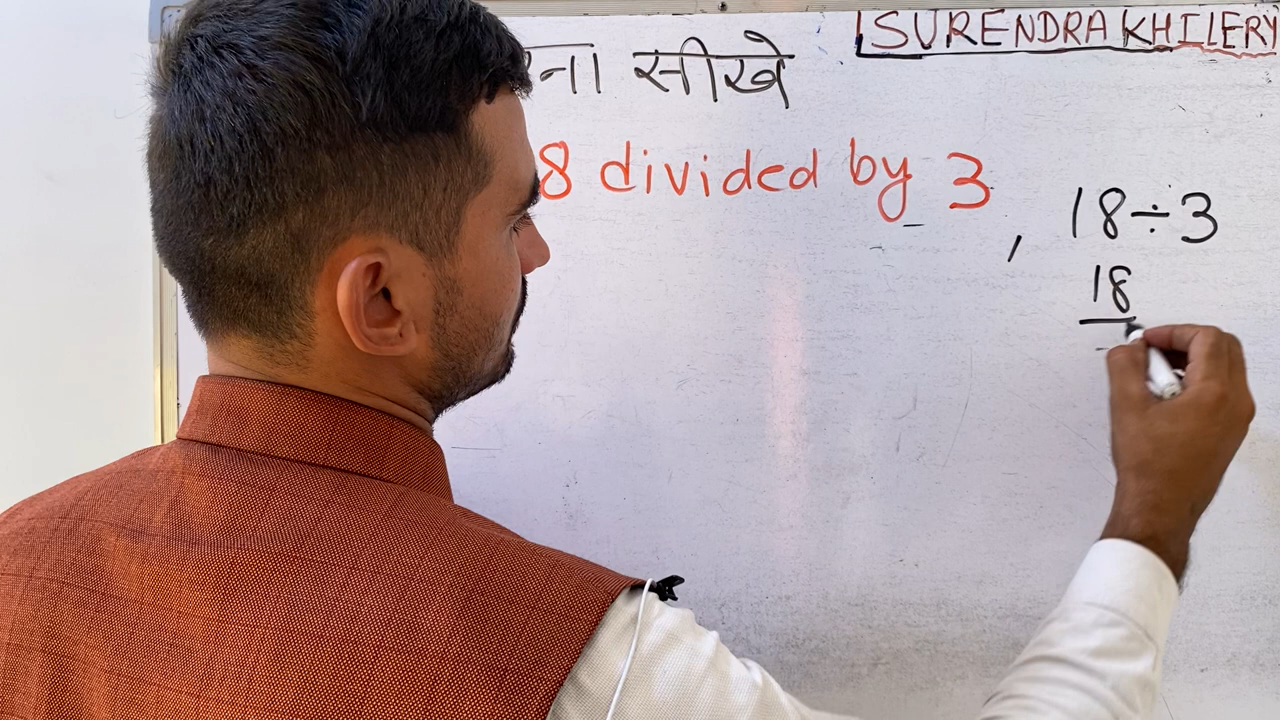 SURENDRA KHILERY
सीखे
8 divided by 3
, 18÷3
18